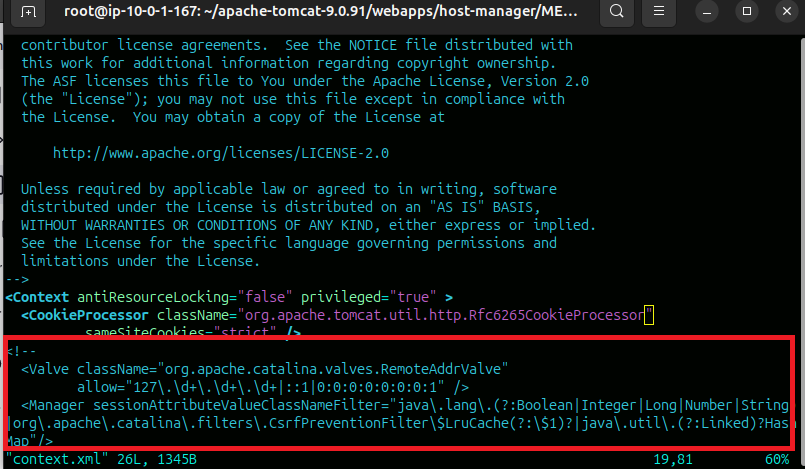 root@ip-10-0-1-167: ~/apache-tomcat-9.0.91/webapps/host-manager/ME...
contributor license agreements.  See the NOTICE file distributed with
this work for additional information regarding copyright ownership.
The ASF licenses this file to You under the Apache License, Version 2.0
(the "License"); you may not use this file except in compliance with
the License.  You may obtain a copy of the License at
http://www.apache.org/licenses/LICENSE-2.0
Unless required by applicable law or agreed to in writing, software
distributed under the License is distributed on an "AS IS" BASIS,
WITHOUT WARRANTIES OR CONDITIONS OF ANY KIND, either express or implied.
See the License for the specific language governing permissions and
limitations under the License.
-->
<Context antiResourceLocking="false" privileged="true" >
<CookieProcessor className="org.apache.tomcat.util.http.Rfc6265CookieProcessor"
sameSiteCookies="strict" />
<!--
<Valve className="org.apache.catalina.valves.RemoteAddrValve"
allow="127\.\d+\.\d+\.\d+|::1|0:0:0:0:0:0:0:1" />
<Manager sessionAttributeValueClassNameFilter="java\.lang\.(?:Boolean|Integer|Long|Number|String)
|org\.apache\.catalina\.filters\.CsrfPreventionFilter\$LruCache(?:\$1)?|java\.util\.(?:Linked)?Hash
Map"/>
"context.xml" 26L, 1345B 19,81 60%